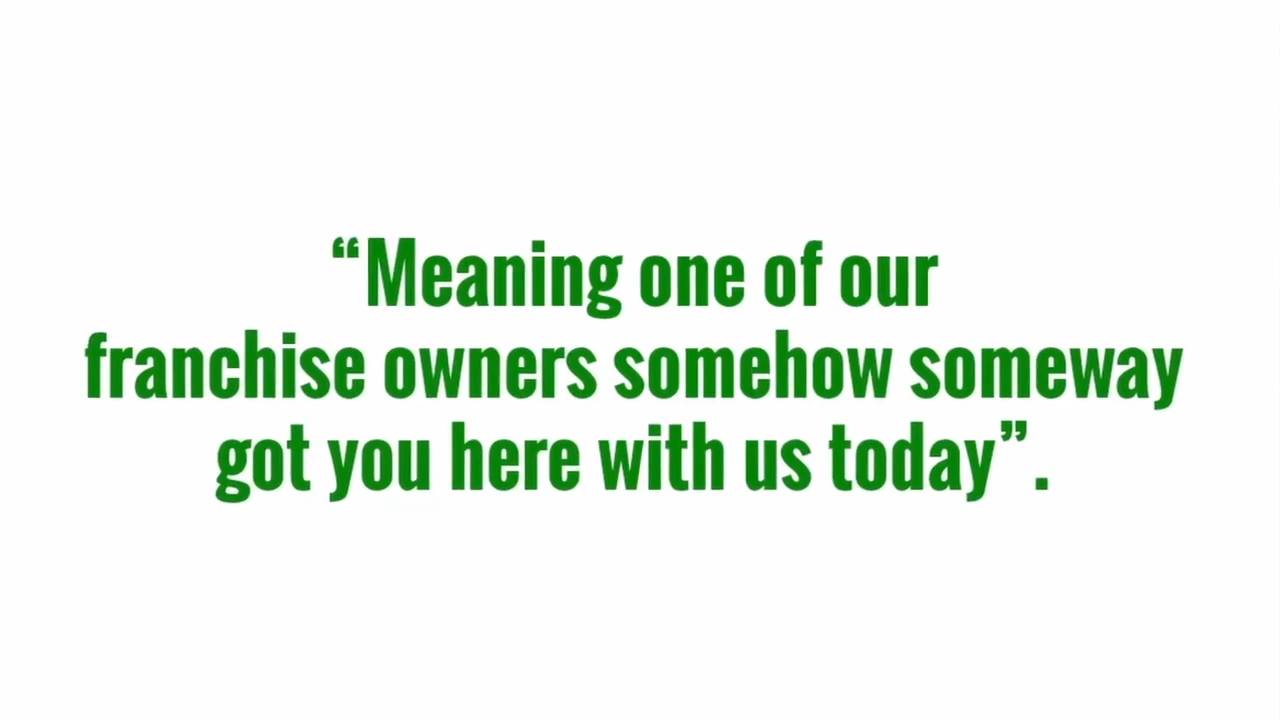 “Meaning one of our
franchise owners somehow someway
got you here with us today”.